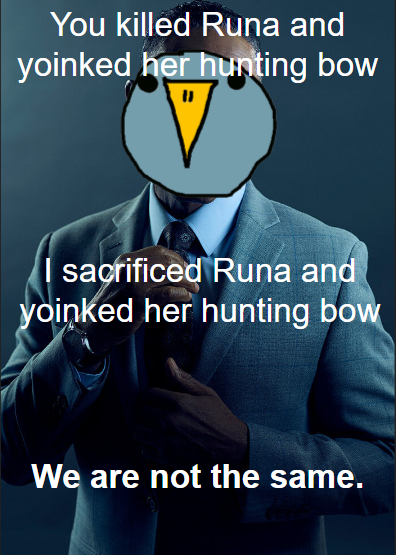 You killed Runa and
yoinked her hunting bow
I sacrificed Runa and
yoinked her hunting bow
We are not the same.